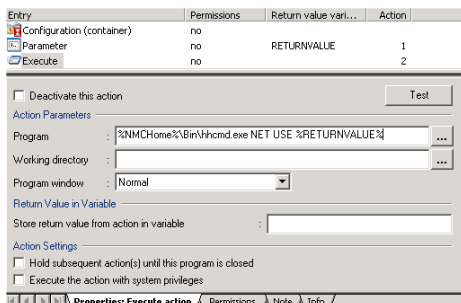 Entry Permissions Return value vari... Action
Configuration (container) no
Parameter no RETURNVALUE 1
Execute no 2
Deactivate this action Test
Action Parameters
Program : %NMCHome%\Bin\hhcmd.exe NET USE %RETURNVALUE% ...
Working directory : ...
Program window : Normal
Return Value in Variable
Store return value from action in variable :
Action Settings
Hold subsequent action(s) until this program is closed
Execute the action with system privileges
Properties: Execute action Permissions Note Info